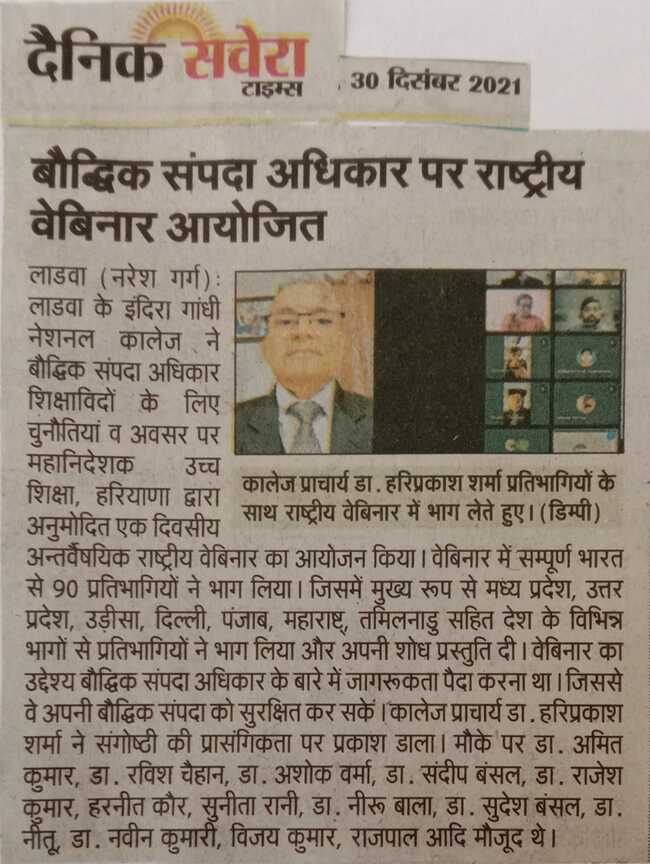 दैनिक सवेरा
टाइम्स
, 30 दिसंबर 2021
बौद्धिक संपदा अधिकार पर राष्ट्रीय
वेबिनार आयोजित
लाडवा (नरेश गर्ग):
लाडवा के इंदिरा गांधी
नेशनल कालेज ने
बौद्धिक संपदा अधिकार
शिक्षाविदों के लिए
चुनौतियां व अवसर पर
महानिदेशक उच्च
शिक्षा, हरियाणा द्वारा
अनुमोदित एक दिवसीय
कालेज प्राचार्य डा. हरिप्रकाश शर्मा प्रतिभागियों के
साथ राष्ट्रीय वेबिनार में भाग लेते हुए। (डिम्पी)
अन्तर्वैषयिक राष्ट्रीय वेबिनार का आयोजन किया। वेबिनार में सम्पूर्ण भारत
से 90 प्रतिभागियों ने भाग लिया। जिसमें मुख्य रूप से मध्य प्रदेश, उत्तर
प्रदेश, उड़ीसा, दिल्ली, पंजाब, महाराष्ट्र, तमिलनाडु सहित देश के विभिन्न
भागों से प्रतिभागियों ने भाग लिया और अपनी शोध प्रस्तुति दी। वेबिनार का
उद्देश्य बौद्धिक संपदा अधिकार के बारे में जागरूकता पैदा करना था। जिससे
वे अपनी बौद्धिक संपदा को सुरक्षित कर सकें। कालेज प्राचार्य डा. हरिप्रकाश
शर्मा ने संगोष्ठी की प्रासंगिकता पर प्रकाश डाला। मौके पर डा. अमित
कुमार, डा. रविश चैहान, डा. अशोक वर्मा, डा. संदीप बंसल, डा. राजेश
कुमार, हरनीत कौर, सुनीता रानी, डा. नीरू बाला, डा. सुदेश बंसल, डा.
नीतू, डा. नवीन कुमारी, विजय कुमार, राजपाल आदि मौजूद थे।